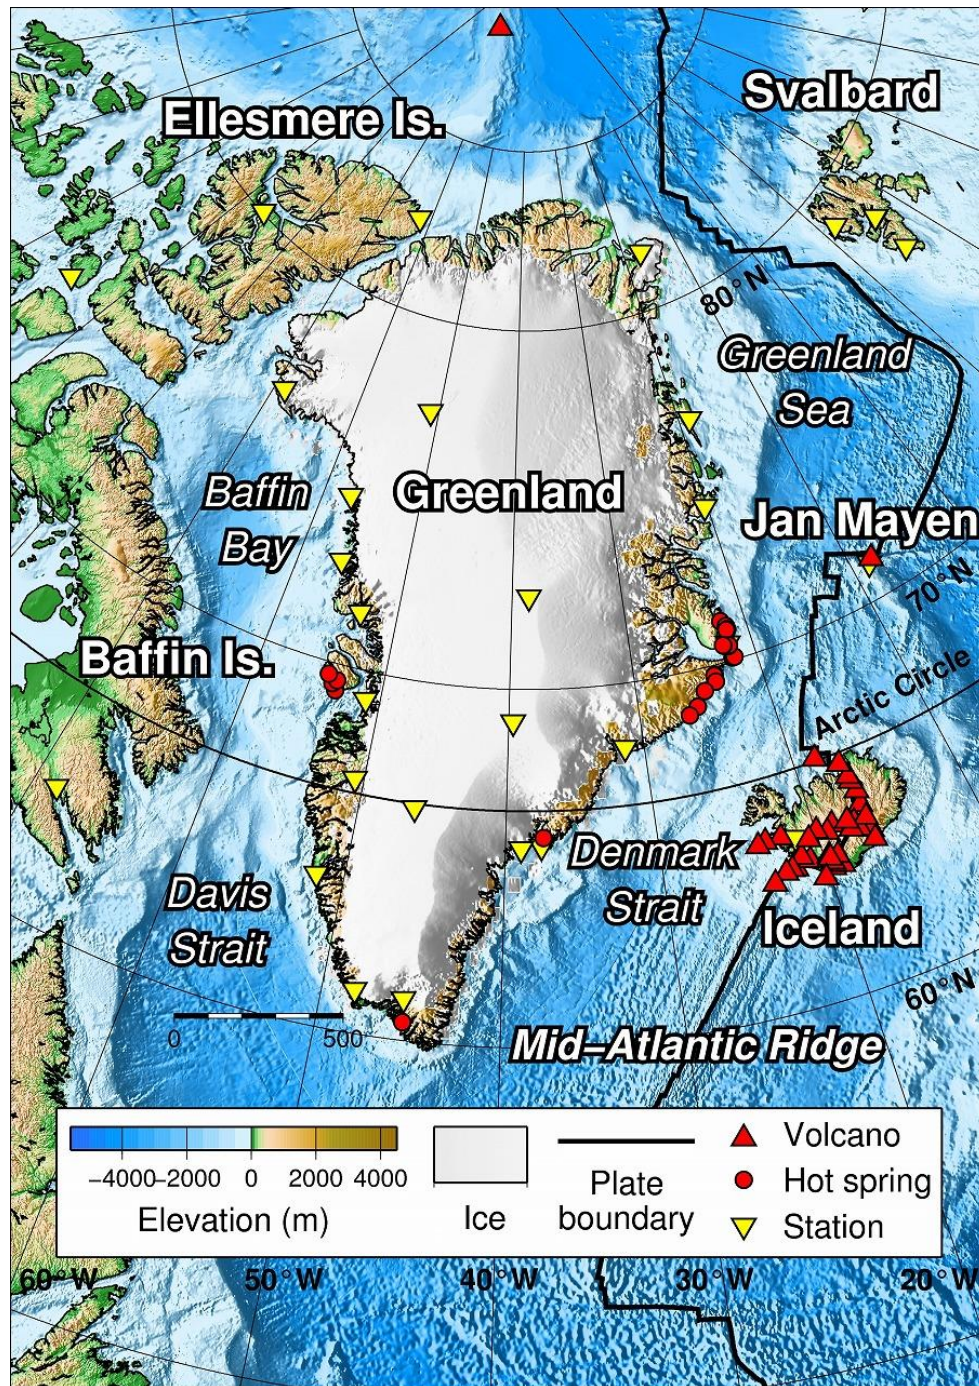 Svalbard
Ellesmere Is.
80°N
Greenland
Sea
Baffin
Bay
Greenland
Jan Mayen
70°N
Baffin Is.
Arctic Circle
Denmark
Strait
Davis
Strait
Iceland
60°N
0
500
Mid-Atlantic Ridge
−4000
−2000
0
2000
4000
Elevation (m)
Ice
Plate
boundary
Volcano
Hot spring
Station
60°W
50°W
40°W
30°W
20°W